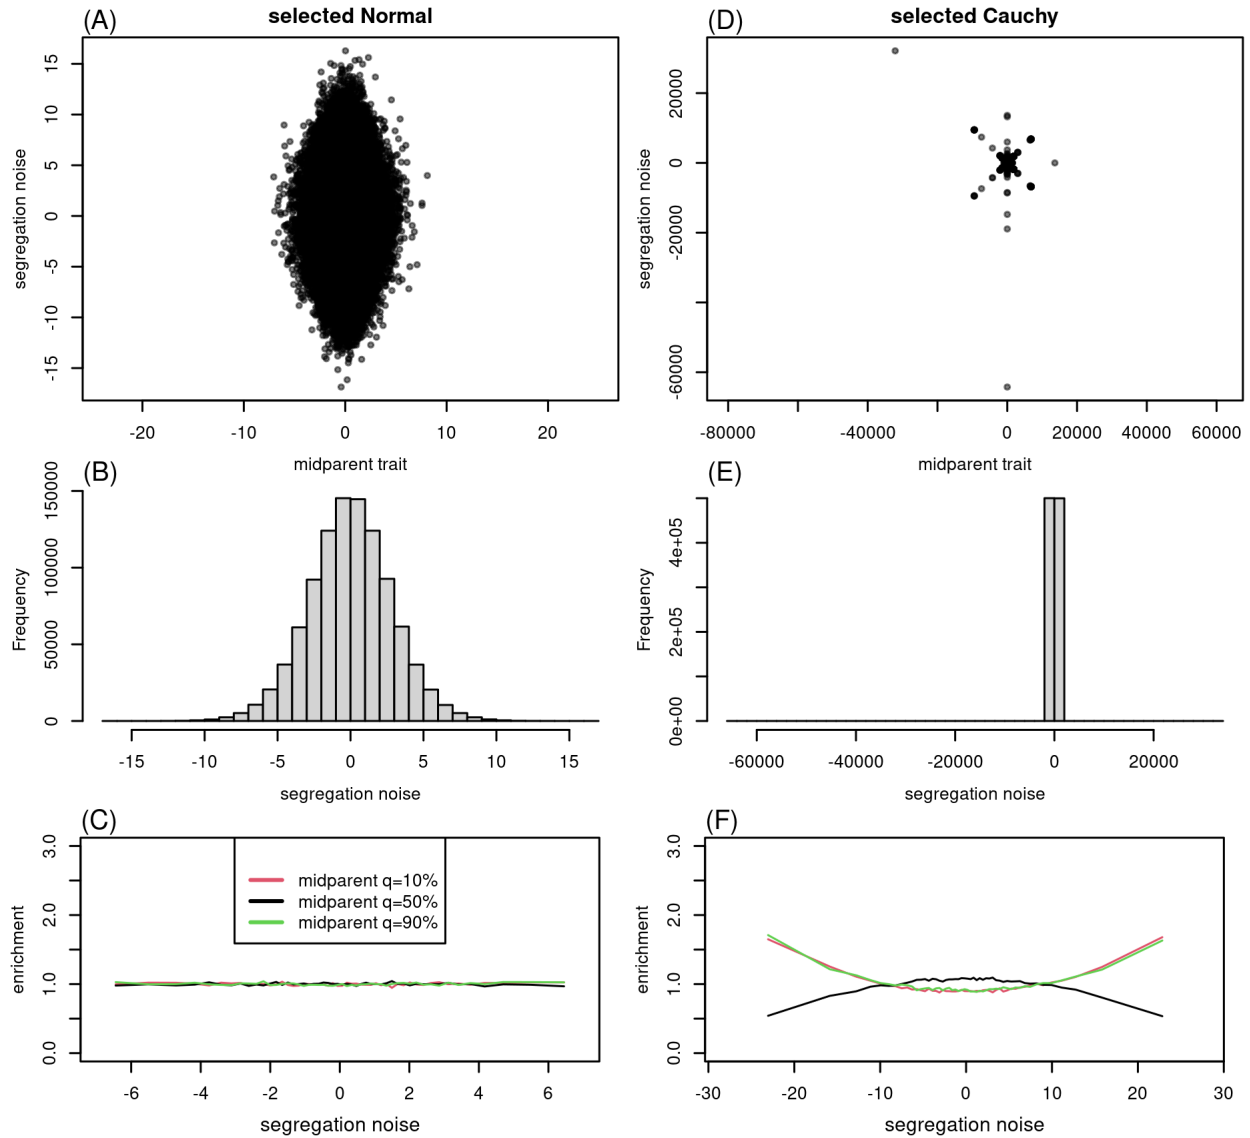 (A)
selected Normal
15
10
5
0
-5
-10
-15
segregation noise
-20
-10
0
10
20
midparent trait
(D)
selected Cauchy
20000
0
-20000
-60000
segregation noise
-80000
-40000
0
20000
40000
60000
midparent trait
(B)
150000
100000
50000
0
Frequency
-15
-10
-5
0
5
10
15
segregation noise
(E)
4e+05
2e+05
0e+00
Frequency
-60000
-40000
-20000
0
20000
segregation noise
(C)
3.0
2.0
1.0
0.0
enrichment
midparent q=10%
midparent q=50%
midparent q=90%
-6
-4
-2
0
2
4
6
segregation noise
(F)
3.0
2.0
1.0
0.0
enrichment
-30
-20
-10
0
10
20
30
segregation noise